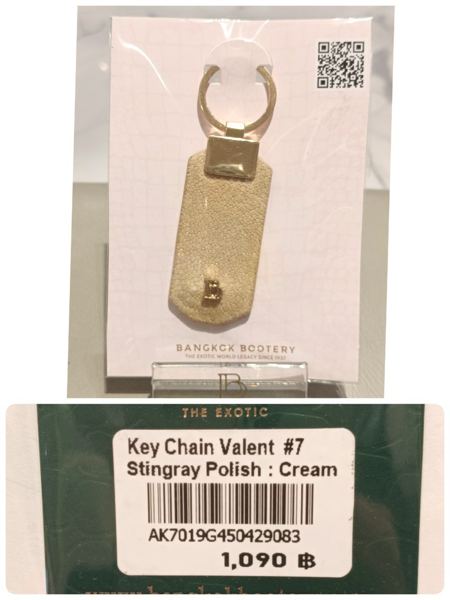 B
BANGKOK BOOTERY
THE EXOTIC WORLD LEGACY SINCE 1932
B
THE EXOTIC
Key Chain Valent #7
Stingray Polish : Cream
AK7019G450429083
1,090 ฿